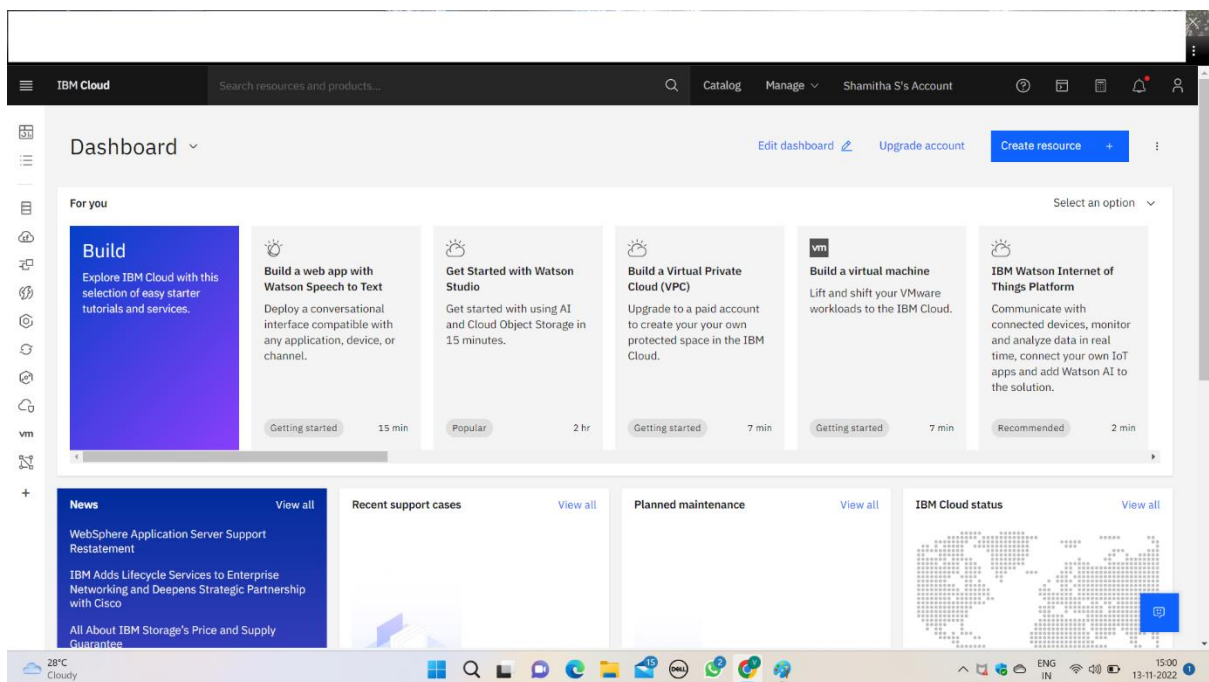 IBM Cloud
Search resources and products...
Catalog
Manage
Shamitha S's Account
Dashboard
Edit dashboard
Upgrade account
Create resource +
For you
Select an option
Build
Explore IBM Cloud with this
selection of easy starter
tutorials and services.
Build a web app with
Watson Speech to Text
Deploy a conversational
interface compatible with
any application, device, or
channel.
Getting started 15 min
Get Started with Watson
Studio
Get started with using AI
and Cloud Object Storage in
15 minutes.
Popular 2 hr
Build a Virtual Private
Cloud (VPC)
Upgrade to a paid account
to create your your own
protected space in the IBM
Cloud.
Getting started 7 min
vm
Build a virtual machine
Lift and shift your VMware
workloads to the IBM Cloud.
Getting started 7 min
IBM Watson Internet of
Things Platform
Communicate with
connected devices, monitor
and analyze data in real
time, connect your own IoT
apps and add Watson AI to
the solution.
Recommended 2 min
vm
News View all
WebSphere Application Server Support
Restatement
IBM Adds Lifecycle Services to Enterprise
Networking and Deepens Strategic Partnership
with Cisco
All About IBM Storage's Price and Supply
Guarantee
Recent support cases View all
Planned maintenance View all
IBM Cloud status View all
28°C
Cloudy
15
DELL
2
ENG
IN
15:00
13-11-2022
1